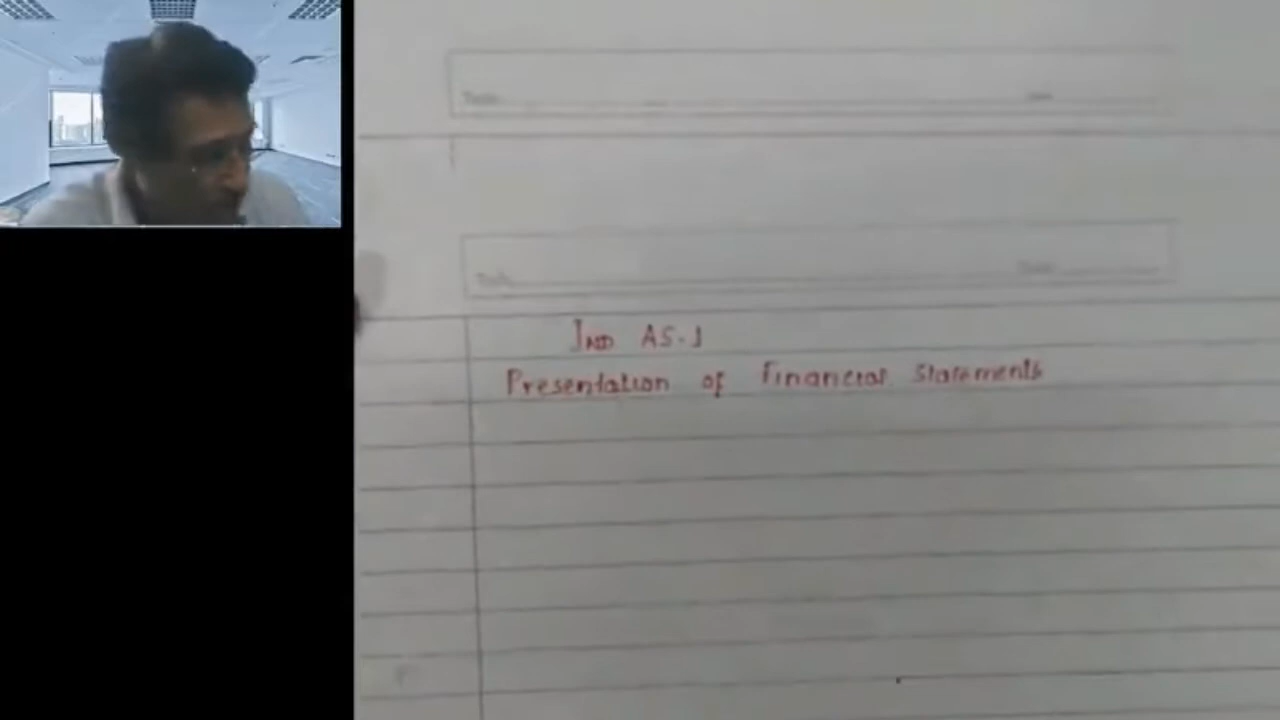 IND AS-1
Presentation of Financial Statements